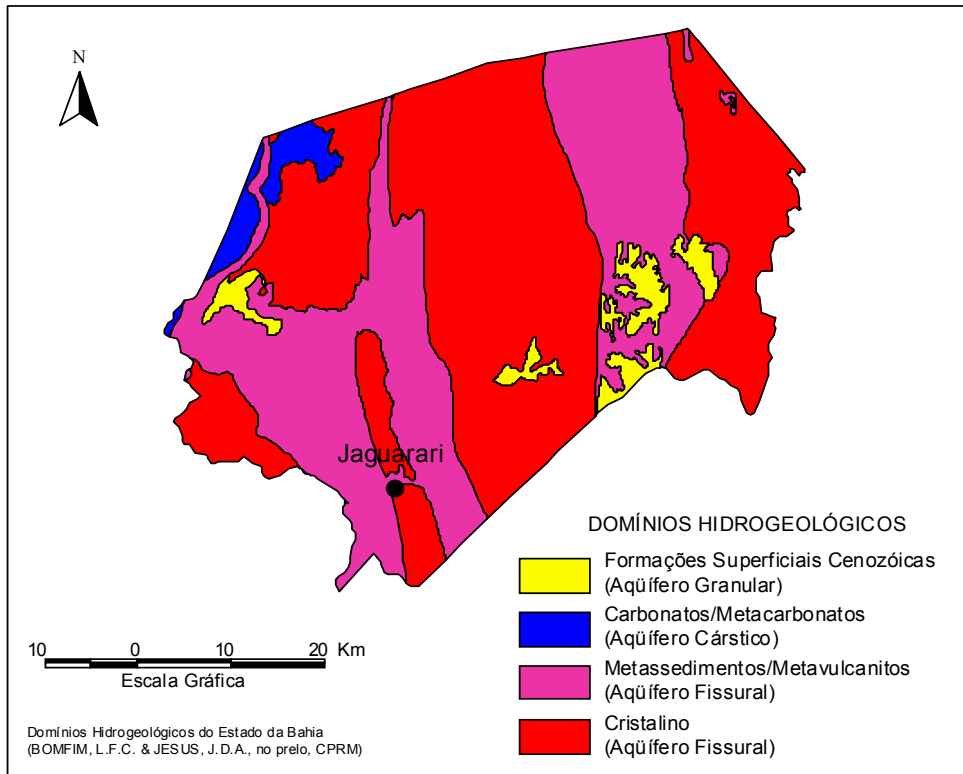 N
Jaguarari
DOMÍNIOS HIDROGEOLÓGICOS
Formações Superficiais Cenozóicas
(Aqüífero Granular)
Carbonatos/Metacarbonatos
(Aqüífero Cárstico)
Metassedimentos/Metavulcanitos
(Aqüífero Fissural)
Cristalino
(Aqüífero Fissural)
10 0 10 20 Km
Escala Gráfica
Domínios Hidrogeológicos do Estado da Bahia
(BOMFIM, L.F.C. & JESUS, J.D.A., no prelo, CPRM)